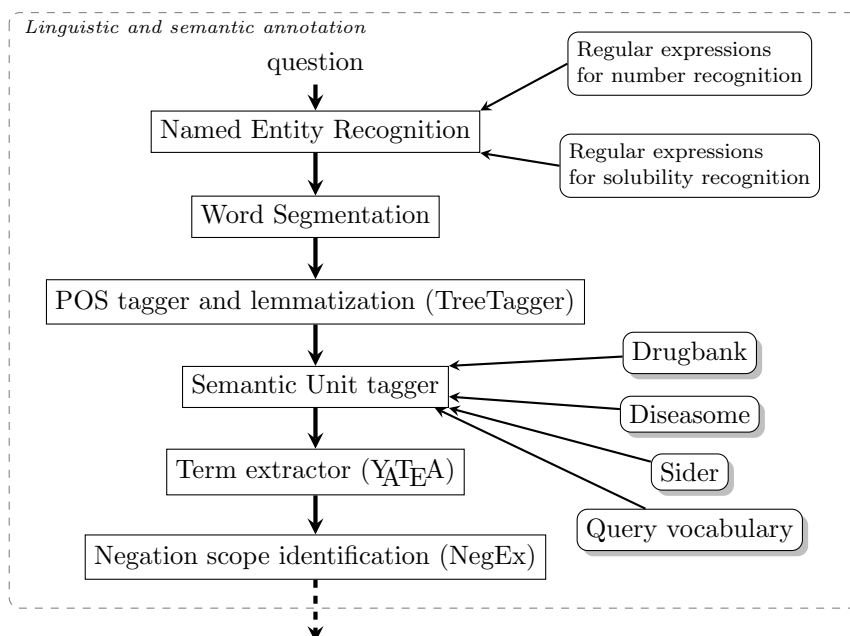 Linguistic and semantic annotation
question
Regular expressions
for number recognition
Named Entity Recognition
Regular expressions
for solubility recognition
Word Segmentation
POS tagger and lemmatization (TreeTagger)
Drugbank
Semantic Unit tagger
Diseasome
Term extractor (YATEA)
Sider
Query vocabulary
Negation scope identification (NegEx)